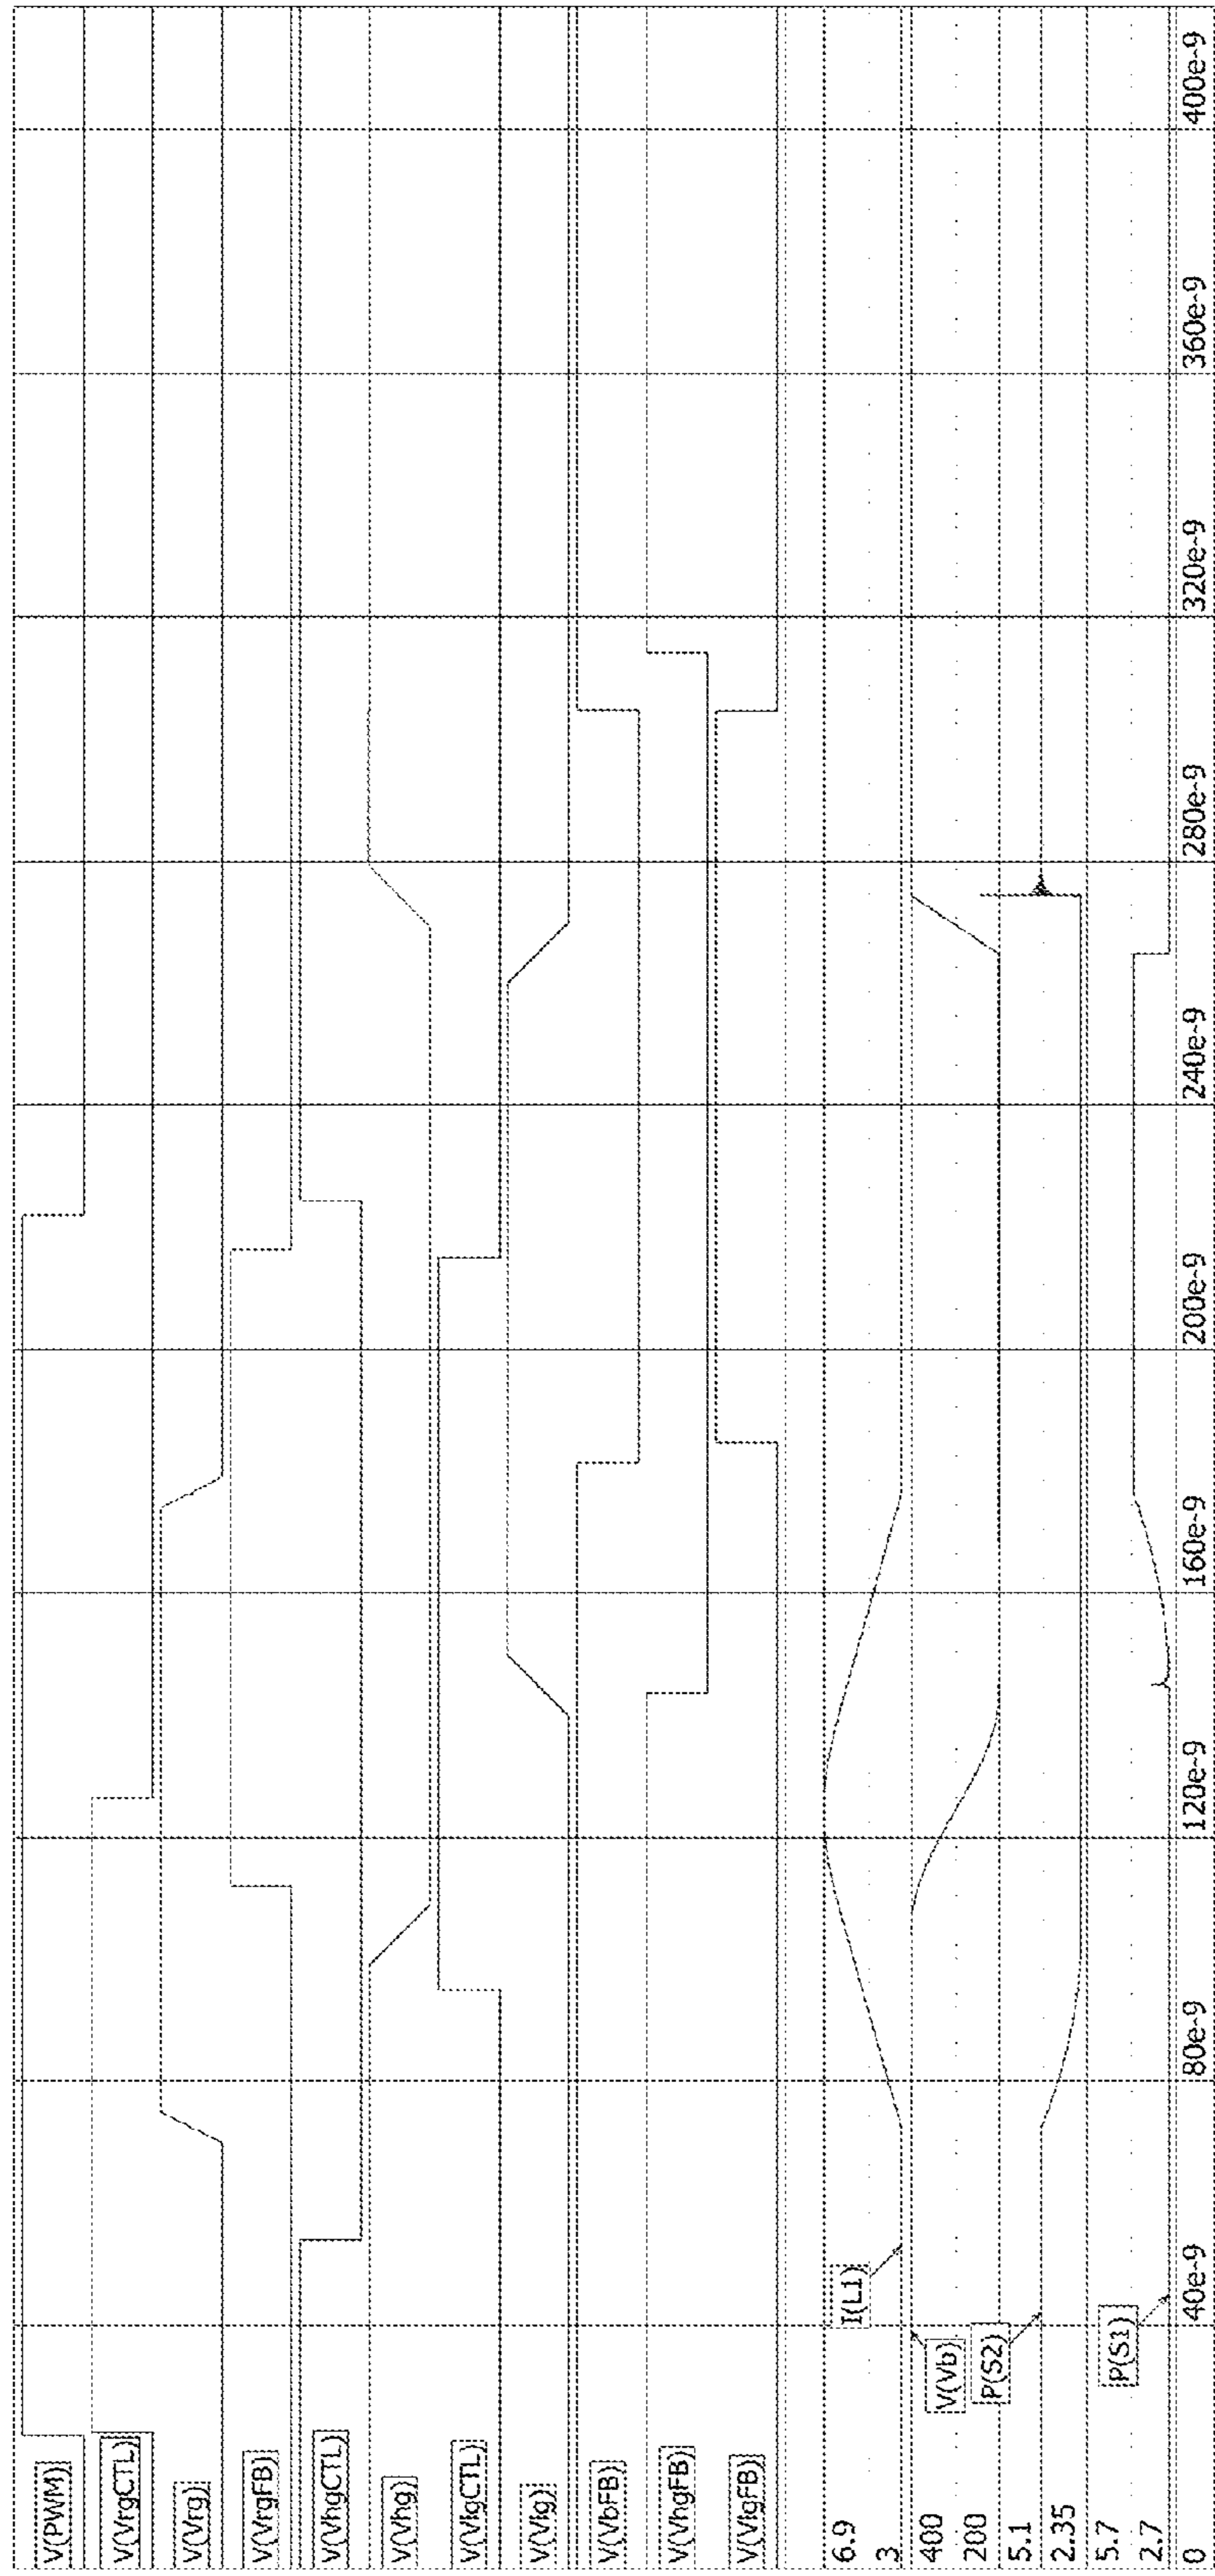 V(PWM)
V(VrgCTL)
V(Vrg)
V(VrgFB)
V(VhgCTL)
V(Vhg)
V(VlgCTL)
V(Vlg)
V(VbFB)
V(VhgFB)
V(VlgFB)
6.9
3
I(L1)
400
200
V(Vb)
5.1
2.35
P(S2)
5.7
2.7
P(S1)
0
40e-9
80e-9
120e-9
160e-9
200e-9
240e-9
280e-9
320e-9
360e-9
400e-9